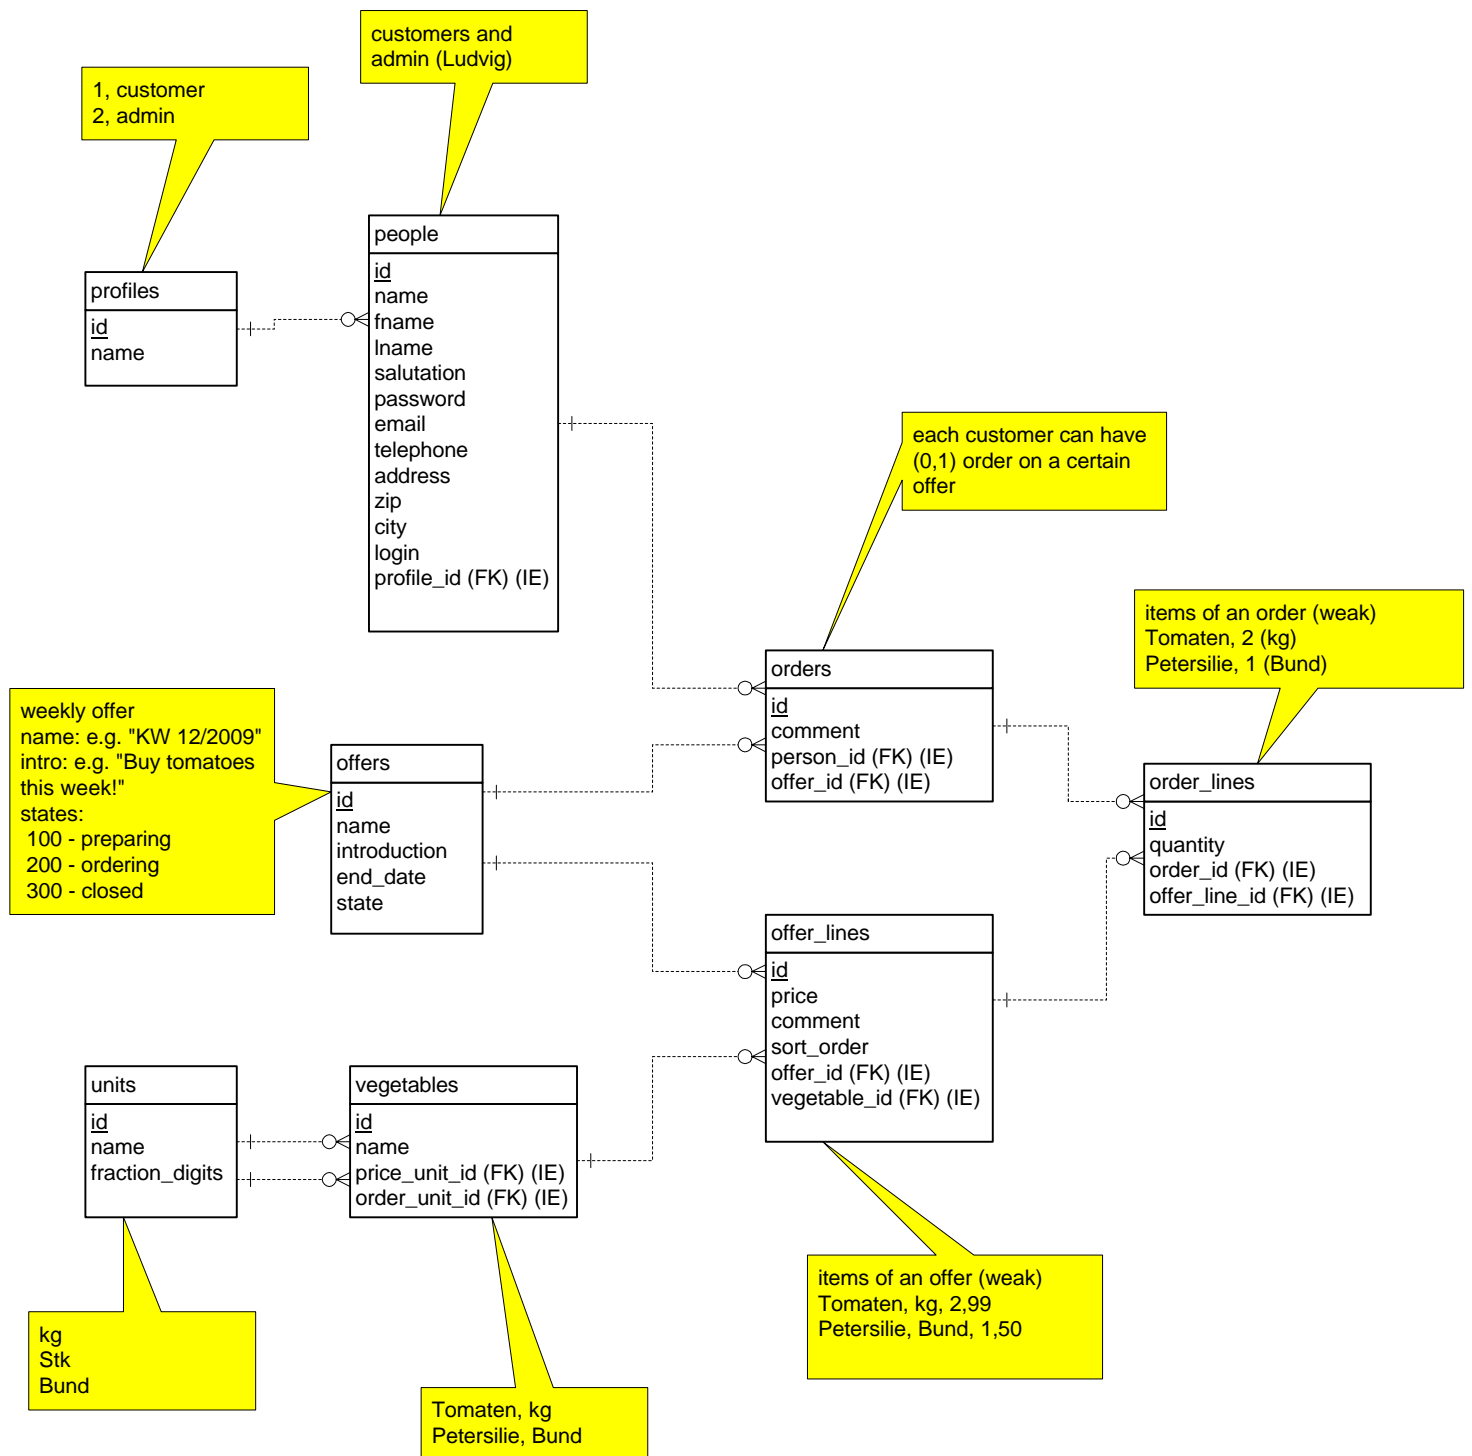 customers and
admin (Ludvig)
1, customer
2, admin
people
id
name
fname
lname
salutation
password
email
telephone
address
zip
city
login
profile_id (FK) (IE)
profiles
id
name
each customer can have
(0,1) order on a certain
offer
items of an order (weak)
Tomaten, 2 (kg)
Petersilie, 1 (Bund)
orders
id
comment
person_id (FK) (IE)
offer_id (FK) (IE)
weekly offer
name: e.g. "KW 12/2009"
intro: e.g. "Buy tomatoes
this week!"
states:
100 - preparing
200 - ordering
300 - closed
offers
id
name
introduction
end_date
state
order_lines
id
quantity
order_id (FK) (IE)
offer_line_id (FK) (IE)
offer_lines
id
price
comment
sort_order
offer_id (FK) (IE)
vegetable_id (FK) (IE)
units
id
name
fraction_digits
vegetables
id
name
price_unit_id (FK) (IE)
order_unit_id (FK) (IE)
items of an offer (weak)
Tomaten, kg, 2,99
Petersilie, Bund, 1,50
kg
Stk
Bund
Tomaten, kg
Petersilie, Bund